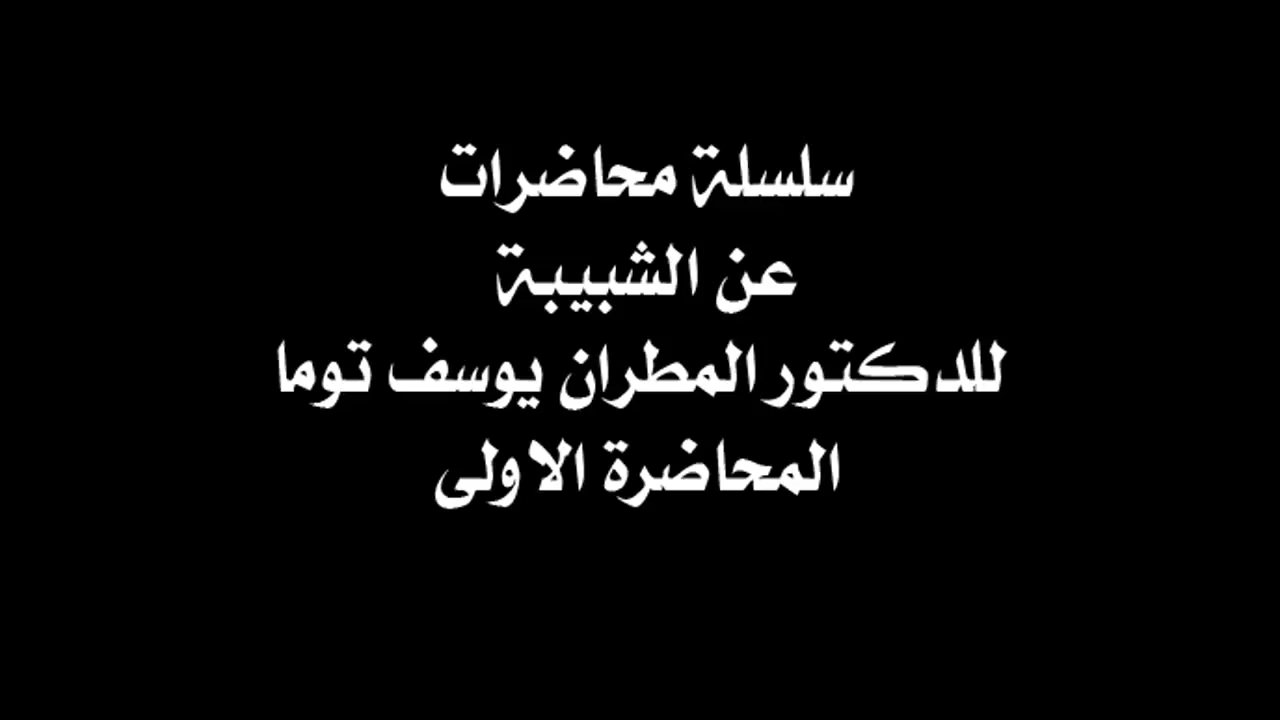 سلسلة محاضرات
عن الشبيبة
للدكتور المطران يوسف توما
المحاضرة الاولى